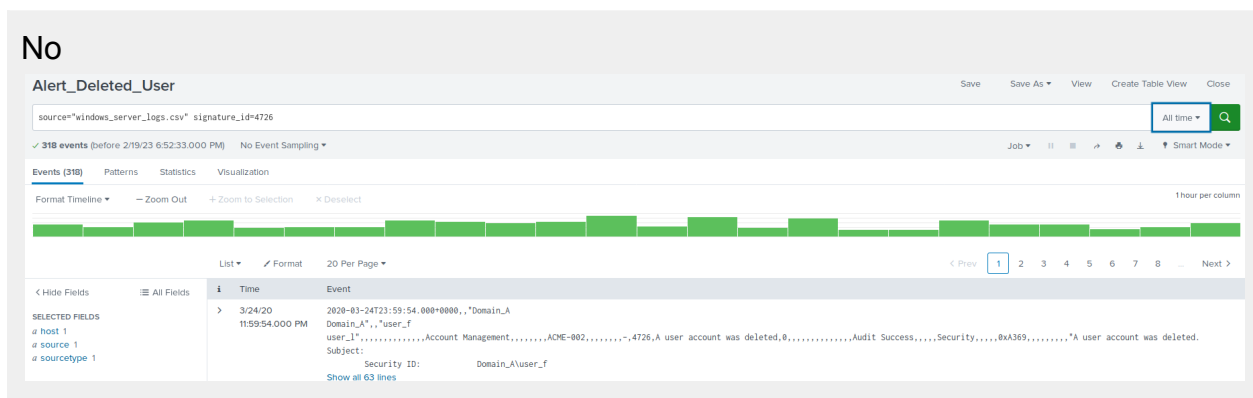 No
Alert_Deleted_User
Save Save As View Create Table View Close
source="windows_server_logs.csv" signature_id=4726
All time
318 events (before 2/19/23 6:52:33.000 PM) No Event Sampling
Job Smart Mode
Events (318) Patterns Statistics Visualization
Format Timeline — Zoom Out + Zoom to Selection × Deselect
1 hour per column
List Format 20 Per Page
< Prev 1 2 3 4 5 6 7 8 ... Next >
< Hide Fields All Fields
i Time Event
SELECTED FIELDS
a host 1
a source 1
a sourcetype 1
> 3/24/20
11:59:54.000 PM
2020-03-24T23:59:54.000+0000,,"Domain_A
Domain_A",,"user_f
user_l",,,,,,,,,,,,,Account Management,,,,,,,,ACME-002,,,,,,,,-,4726,A user account was deleted,0,,,,,,,,,,,,,,Audit Success,,,,,Security,,,,,0xA369,,,,,,,,,"A user account was deleted.
Subject:
Security ID: Domain_A\user_f
Show all 63 lines